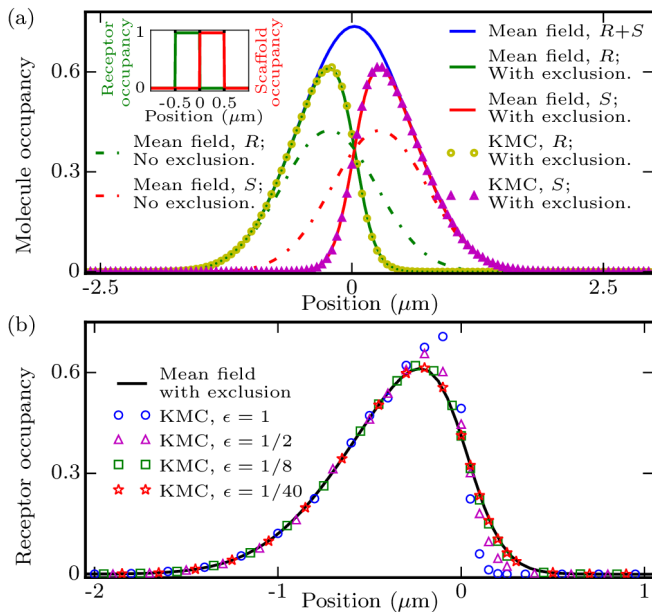 (a)
Molecule occupancy
0.6
0.3
0
-2.5
0
2.5
Position (μm)
Receptor
occupancy
1
0
-0.5
0
0.5
Position (μm)
Scaffold
occupancy
Mean field, R;
No exclusion.
Mean field, S;
No exclusion.
Mean field, R+S
Mean field, R;
With exclusion.
Mean field, S;
With exclusion.
KMC, R;
With exclusion.
KMC, S;
With exclusion.
(b)
Receptor occupancy
0.6
0.3
0
Mean field
with exclusion
KMC, ϵ = 1
KMC, ϵ = 1/2
KMC, ϵ = 1/8
KMC, ϵ = 1/40
-2
-1
0
1
Position (μm)